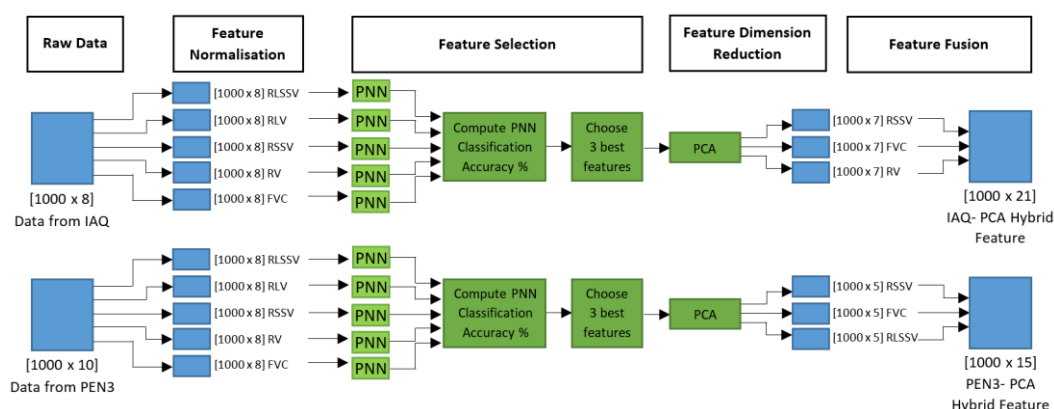 Raw Data
Feature
Normalisation
Feature Selection
Feature Dimension
Reduction
Feature Fusion
[1000 x 8]
Data from IAQ
[1000 x 8] RLSSV
[1000 x 8] RLV
[1000 x 8] RSSV
[1000 x 8] RV
[1000 x 8] FVC
PNN
PNN
PNN
PNN
PNN
Compute PNN
Classification
Accuracy %
Choose
3 best
features
PCA
[1000 x 7] RSSV
[1000 x 7] FVC
[1000 x 7] RV
[1000 x 21]
IAQ- PCA Hybrid
Feature
[1000 x 10]
Data from PEN3
[1000 x 8] RLSSV
[1000 x 8] RLV
[1000 x 8] RSSV
[1000 x 8] RV
[1000 x 8] FVC
PNN
PNN
PNN
PNN
PNN
Compute PNN
Classification
Accuracy %
Choose
3 best
features
PCA
[1000 x 5] RSSV
[1000 x 5] FVC
[1000 x 5] RLSSV
[1000 x 15]
PEN3- PCA
Hybrid Feature